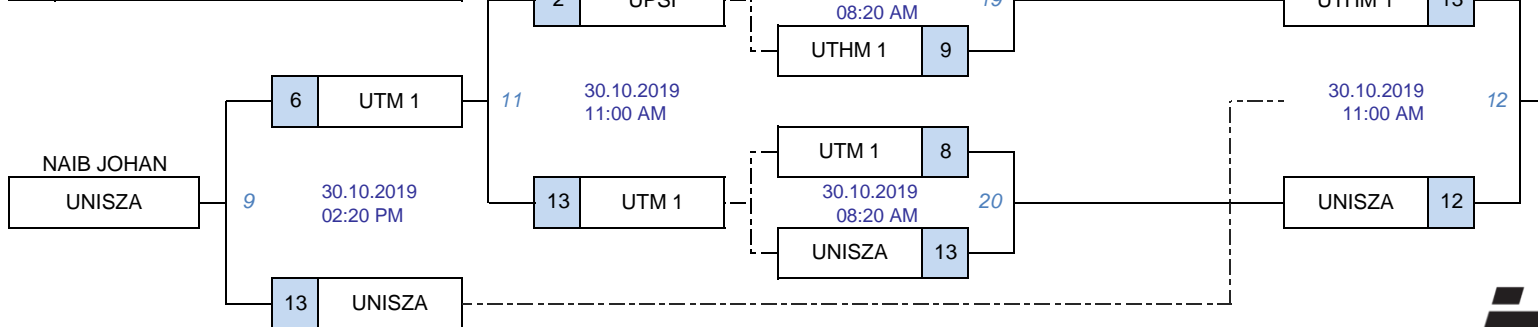 2 UPSI
08:20 AM
19
UTHM 1 13
UTHM 1 9
6 UTM 1
11
30.10.2019
11:00 AM
30.10.2019
11:00 AM
12
UTM 1 8
NAIB JOHAN
UNISZA
9
30.10.2019
02:20 PM
13 UTM 1
30.10.2019
08:20 AM
20
UNISZA 12
UNISZA 13
13 UNISZA